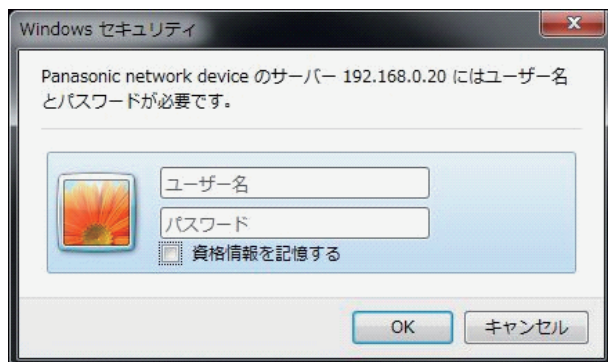 Windows セキュリティ
Panasonic network device のサーバー 192.168.0.20 にはユーザー名
とパスワードが必要です。
ユーザー名
パスワード
資格情報を記憶する
OK
キャンセル